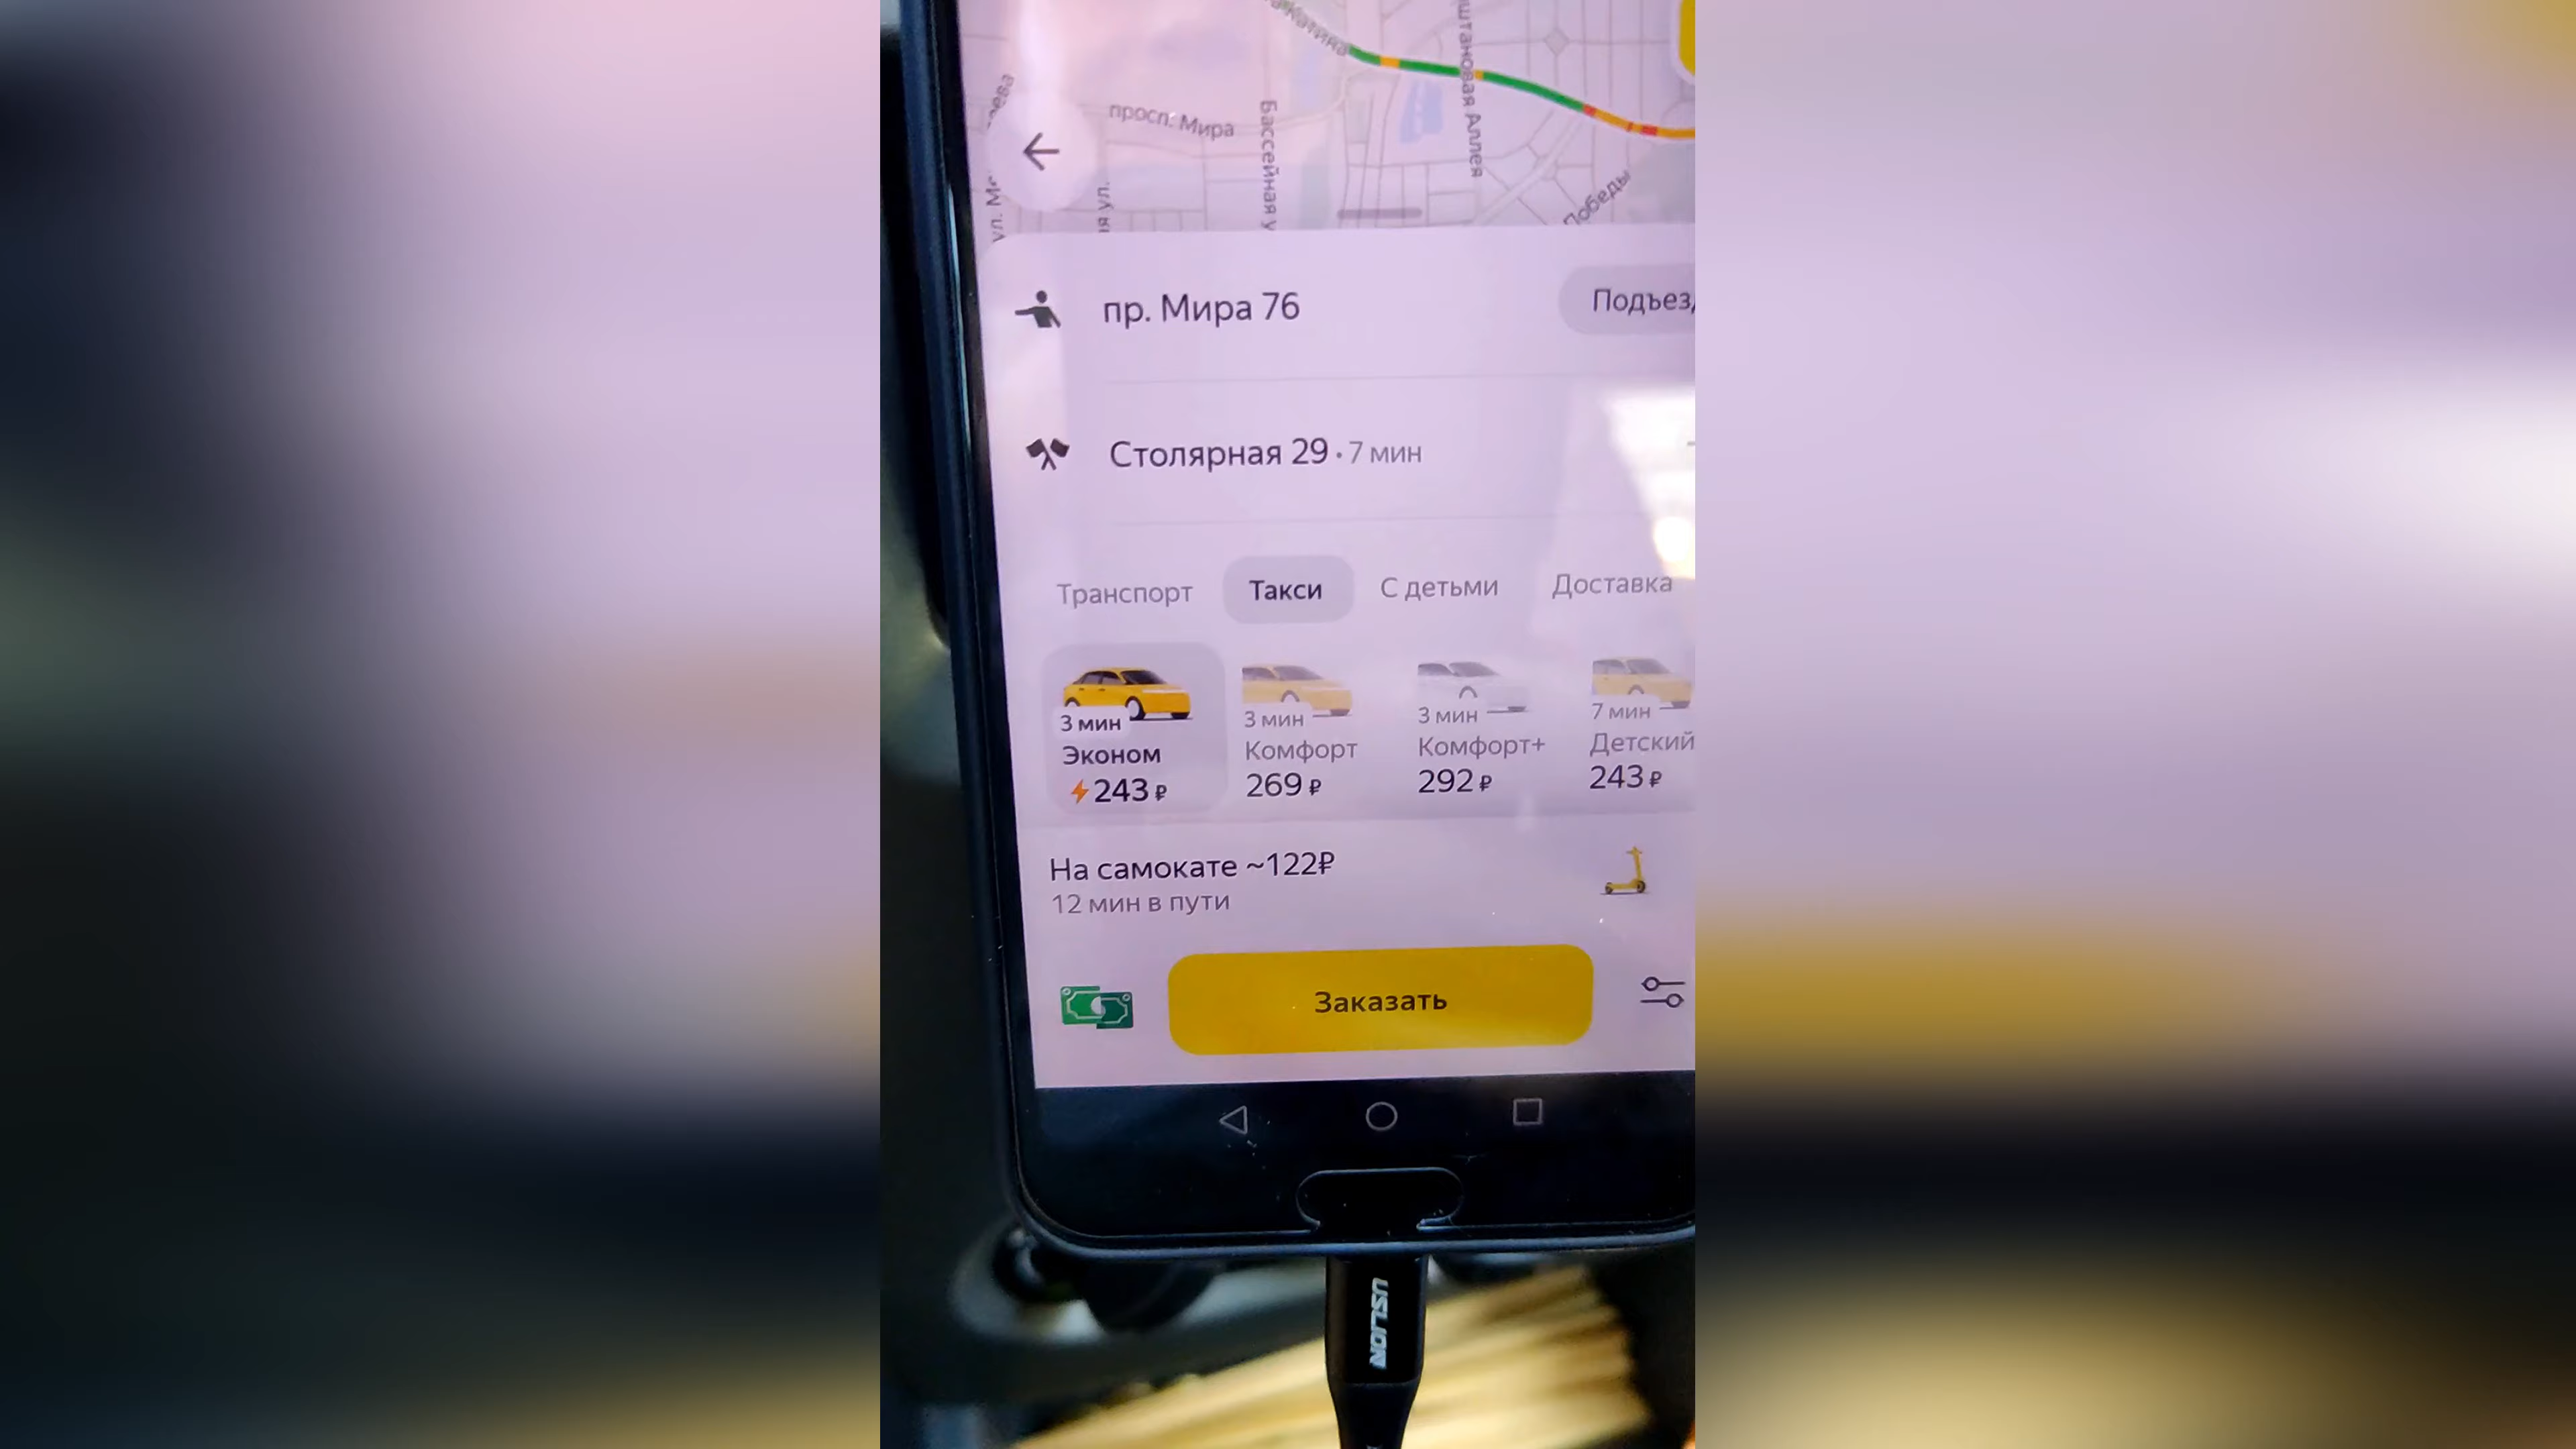 просп. Мира
Бассейная у
штановая Аллея
Победы
пр. Мира 76
Подъез
Столярная 29 · 7 мин
Транспорт Такси С детьми Доставка
3 мин 3 мин 3 мин 7 мин
Эконом Комфорт Комфорт+ Детский
243 ₽ 269 ₽ 292 ₽ 243 ₽
На самокате ~122₽
12 мин в пути
Заказать
USLION